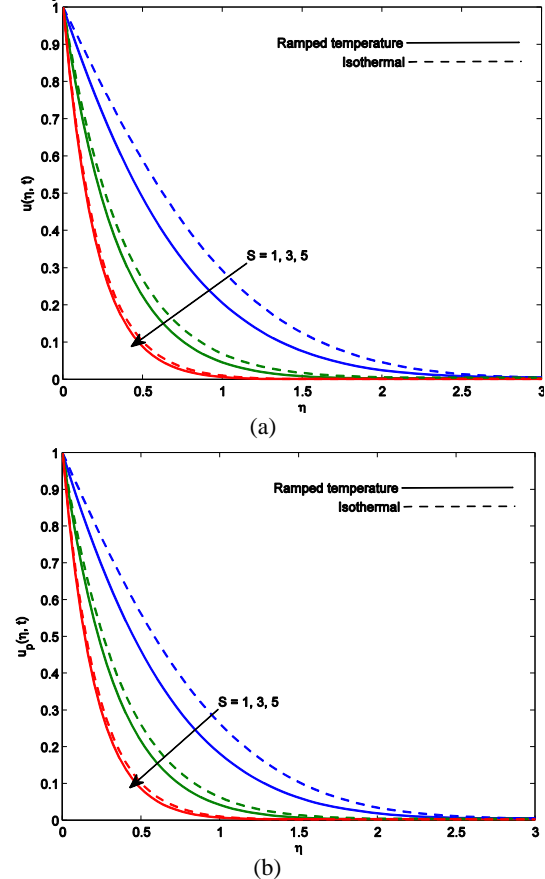 1
0.9
0.8
0.7
0.6
0.5
0.4
0.3
0.2
0.1
0
u(η, t)
Ramped temperature
Isothermal
S = 1, 3, 5
0 0.5 1 1.5 2 2.5 3
η
(a)
1
0.9
0.8
0.7
0.6
0.5
0.4
0.3
0.2
0.1
0
u_p(η, t)
Ramped temperature
Isothermal
S = 1, 3, 5
0 0.5 1 1.5 2 2.5 3
η
(b)